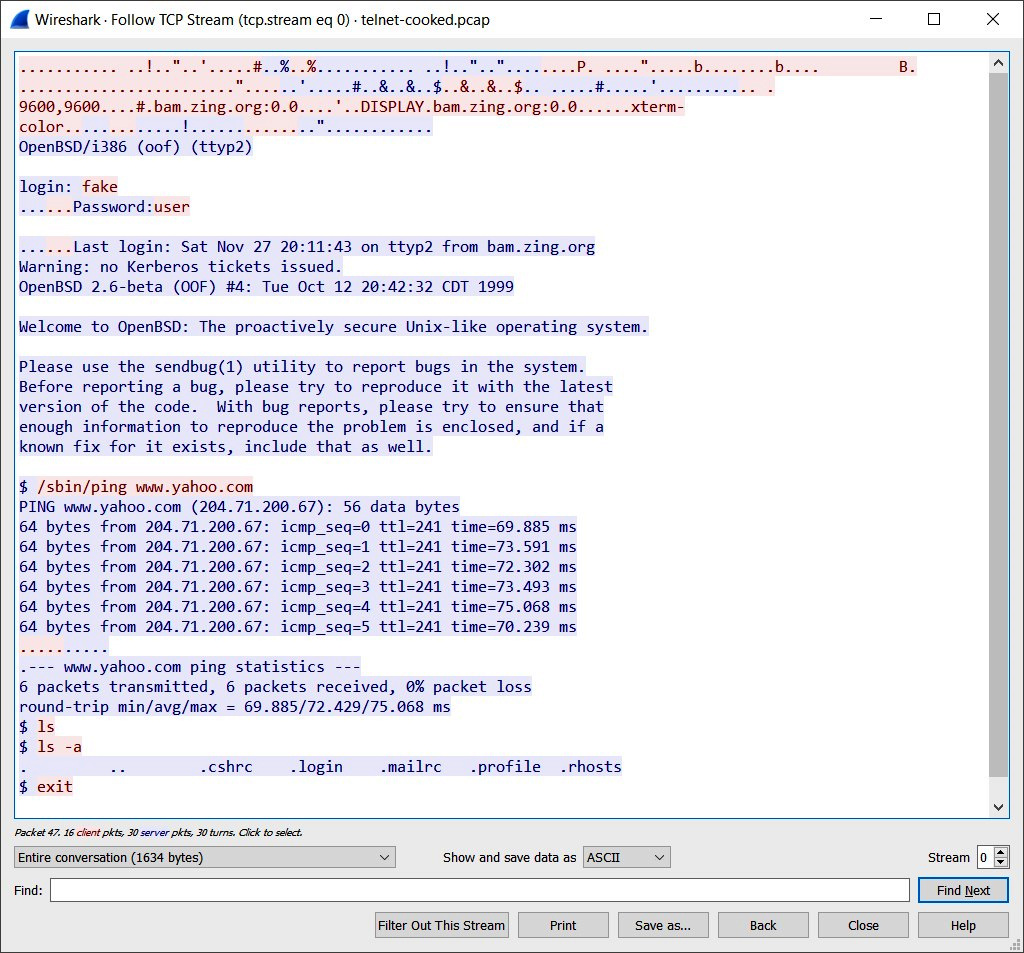 Wireshark · Follow TCP Stream (tcp.stream eq 0) · telnet-cooked.pcap
........... ..!.."..'.....#..%..%........... ..!..".."........P. .....".....b........b.... B.
........................"......'.....#..&..&..$..&..&..$.. .....#.....'........... .
9600,9600....#.bam.zing.org:0.0....'..DISPLAY.bam.zing.org:0.0......xterm-
color.............!.............."............
OpenBSD/i386 (oof) (ttyp2)
login: fake
......Password:user
......Last login: Sat Nov 27 20:11:43 on ttyp2 from bam.zing.org
Warning: no Kerberos tickets issued.
OpenBSD 2.6-beta (OOF) #4: Tue Oct 12 20:42:32 CDT 1999
Welcome to OpenBSD: The proactively secure Unix-like operating system.
Please use the sendbug(1) utility to report bugs in the system.
Before reporting a bug, please try to reproduce it with the latest
version of the code.  With bug reports, please try to ensure that
enough information to reproduce the problem is enclosed, and if a
known fix for it exists, include that as well.
$ /sbin/ping www.yahoo.com
PING www.yahoo.com (204.71.200.67): 56 data bytes
64 bytes from 204.71.200.67: icmp_seq=0 ttl=241 time=69.885 ms
64 bytes from 204.71.200.67: icmp_seq=1 ttl=241 time=73.591 ms
64 bytes from 204.71.200.67: icmp_seq=2 ttl=241 time=72.302 ms
64 bytes from 204.71.200.67: icmp_seq=3 ttl=241 time=73.493 ms
64 bytes from 204.71.200.67: icmp_seq=4 ttl=241 time=75.068 ms
64 bytes from 204.71.200.67: icmp_seq=5 ttl=241 time=70.239 ms
..........
.--- www.yahoo.com ping statistics ---
6 packets transmitted, 6 packets received, 0% packet loss
round-trip min/avg/max = 69.885/72.429/75.068 ms
$ ls
$ ls -a
.         ..        .cshrc    .login    .mailrc   .profile  .rhosts
$ exit
Packet 47. 16 client pkts, 30 server pkts, 30 turns. Click to select.
Entire conversation (1634 bytes) Show and save data as ASCII Stream 0
Find: Find Next
Filter Out This Stream Print Save as... Back Close Help